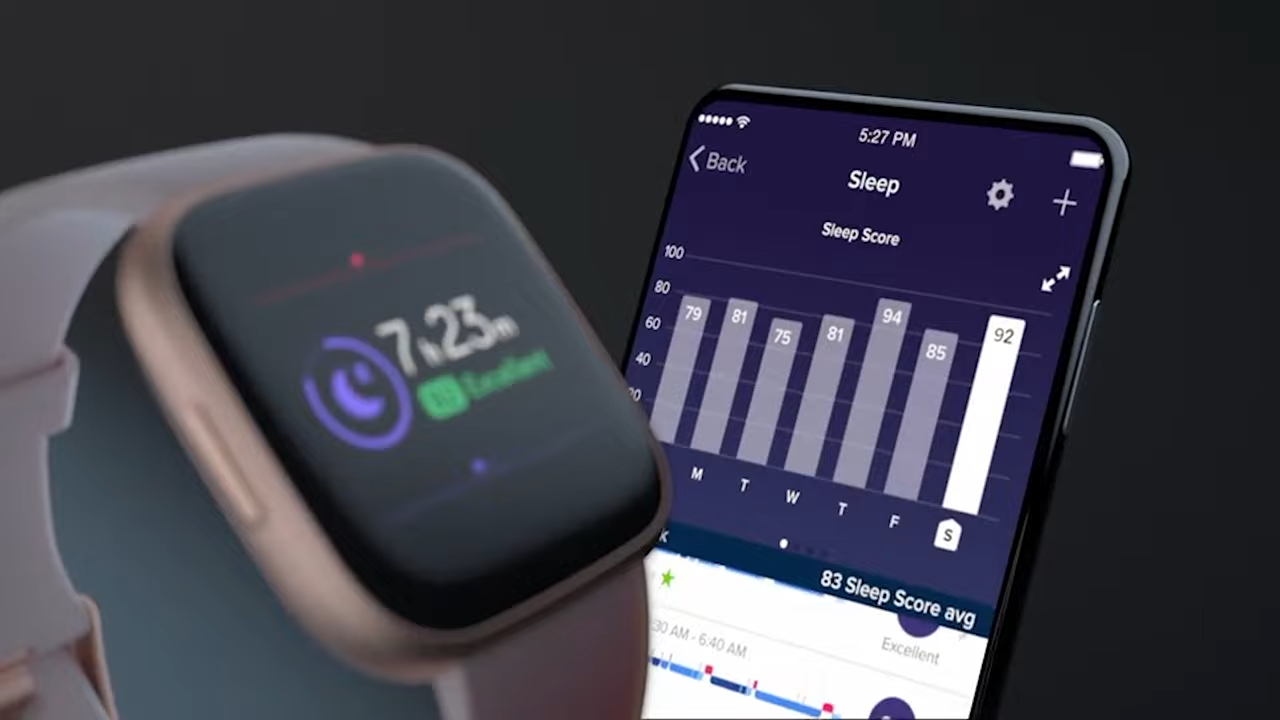 7h23m
Excellent
5:27 PM
Back
Sleep
Sleep Score
100
80
60
40
20
79
81
75
81
94
85
92
M T W T F S
k
83 Sleep Score avg
:30 AM - 6:40 AM
Excellent